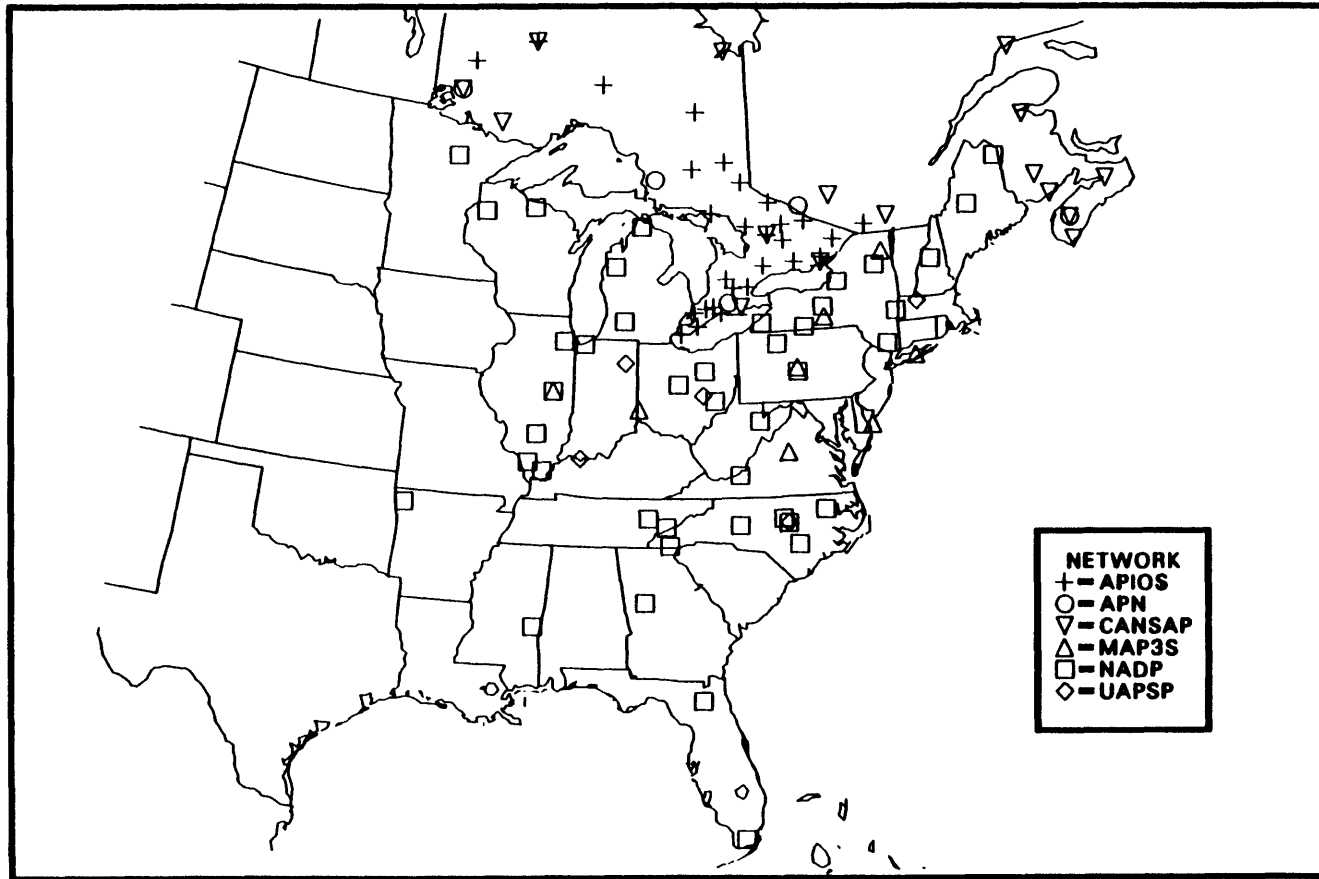 NETWORK
+ = APIOS
○ = APN
▽ = CANSAP
△ = MAP3S
□ = NADP
◇ = UAPSP